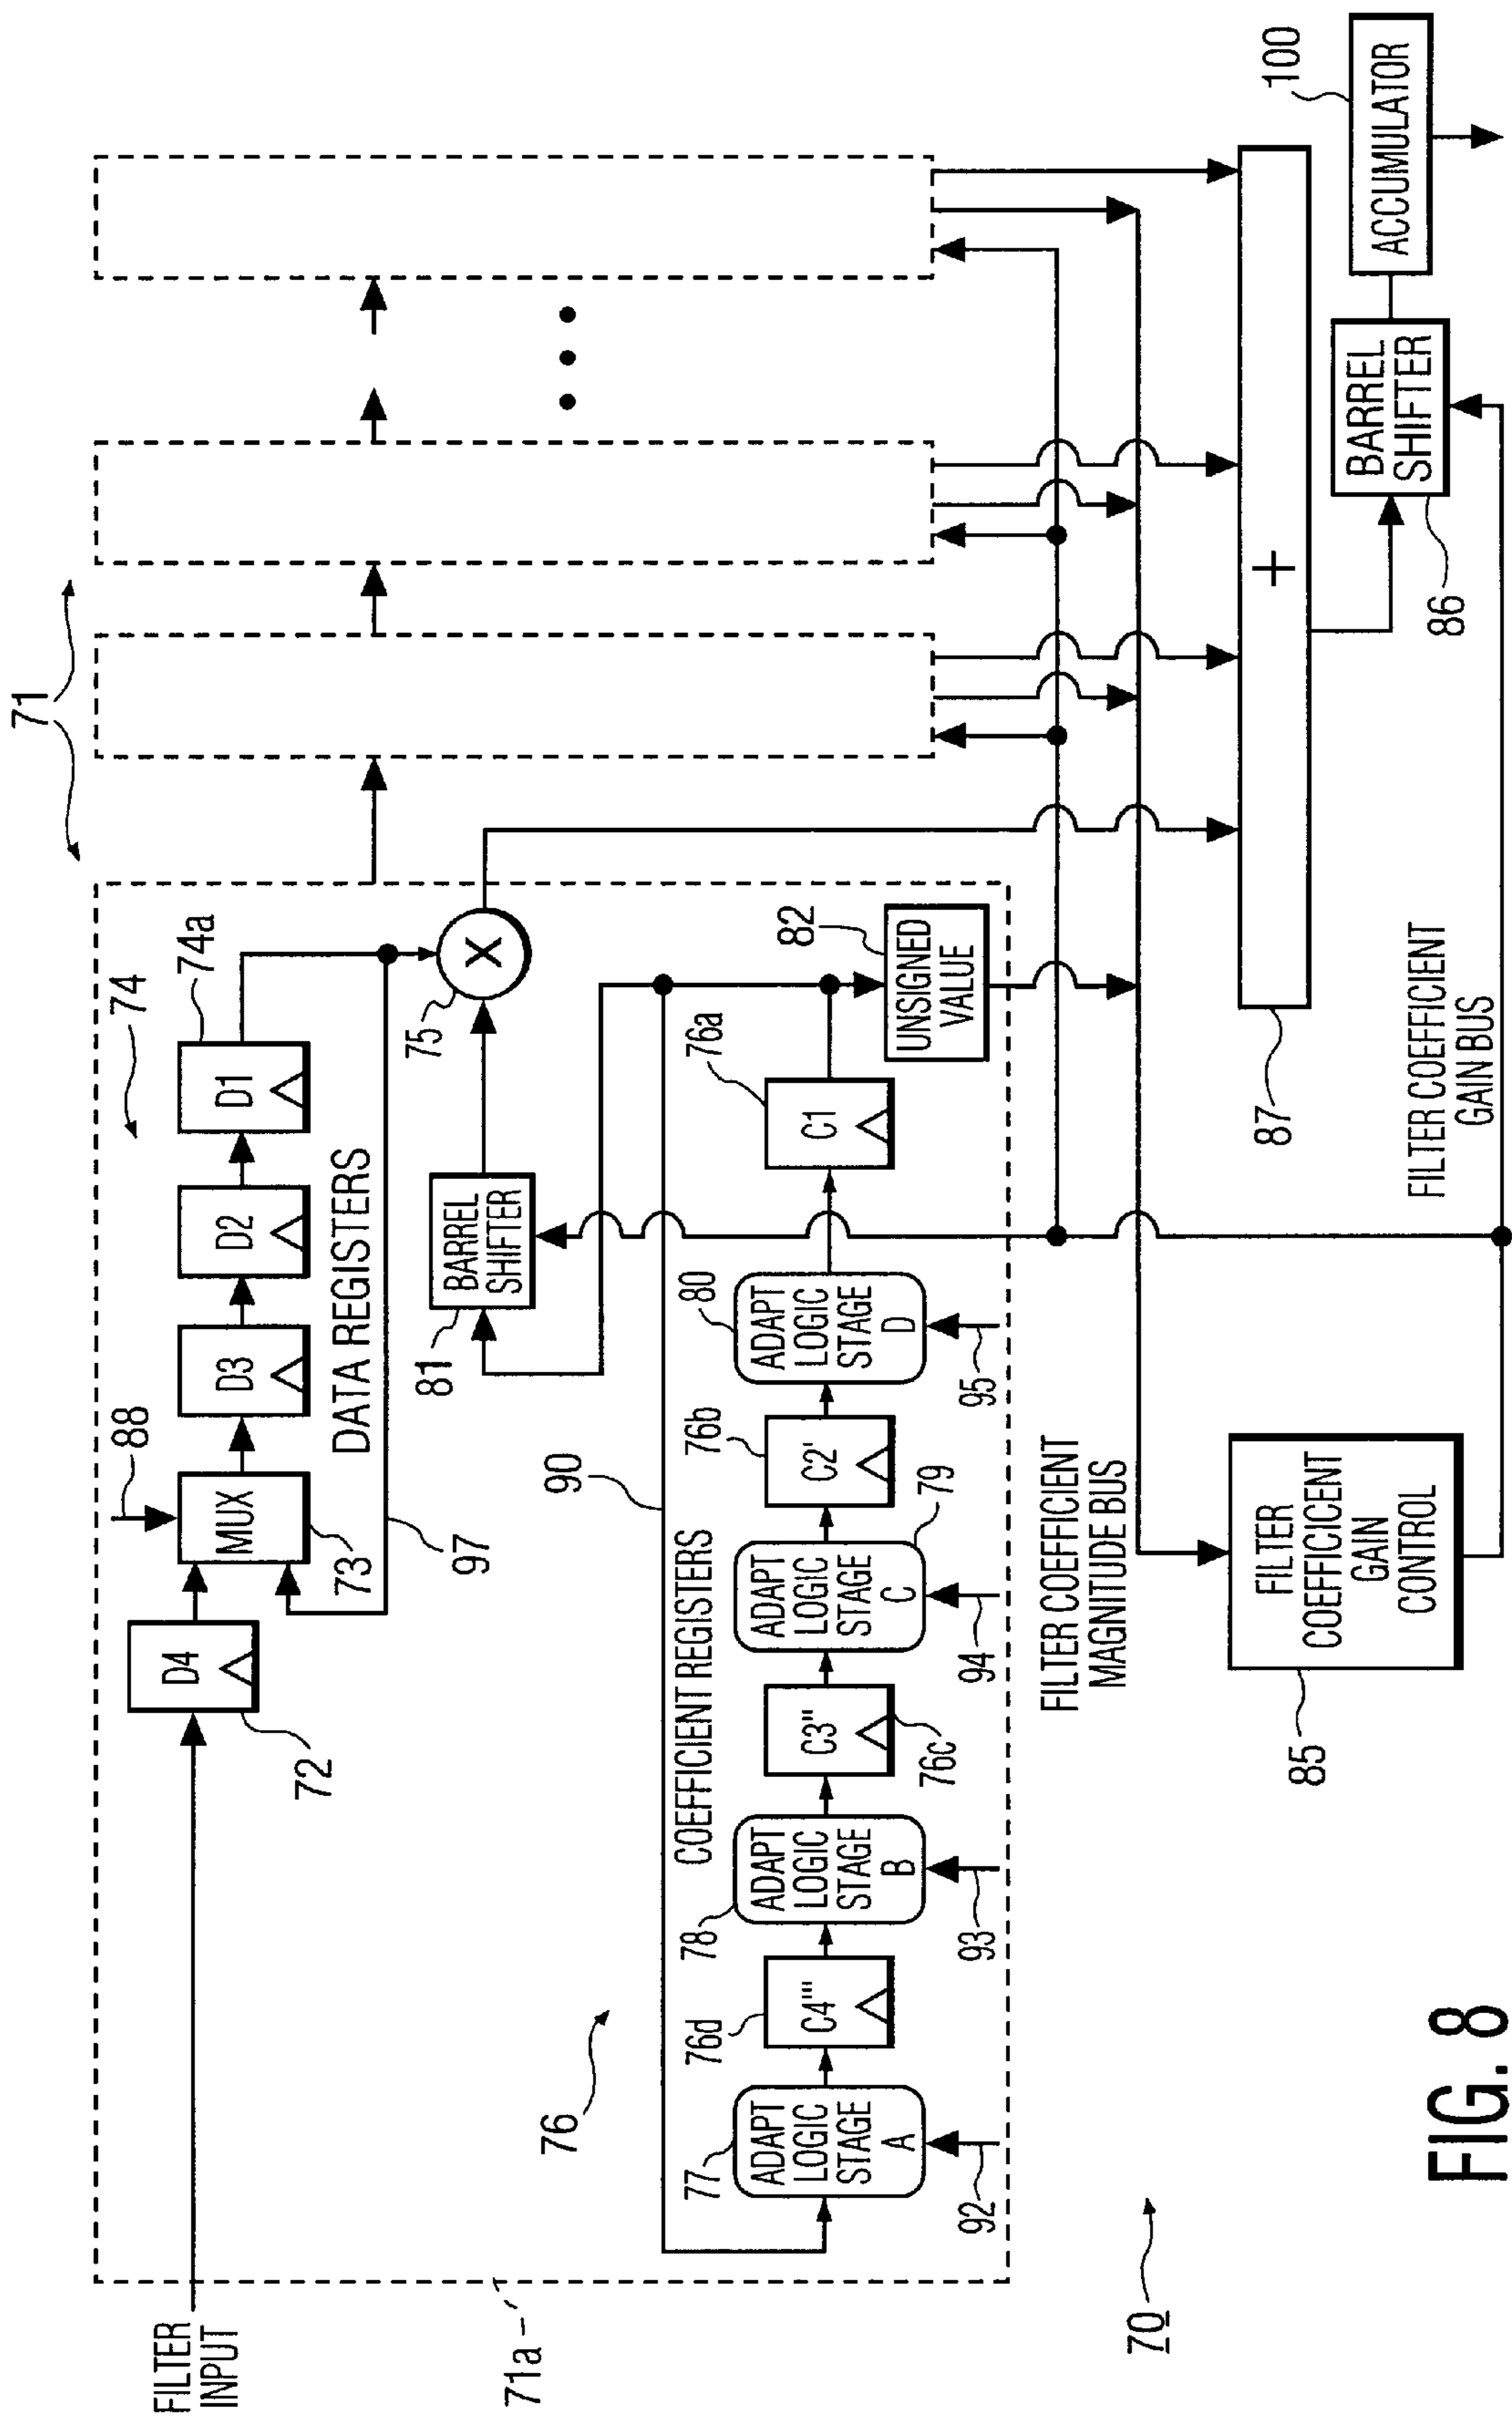 71
FILTER
INPUT
72
D4
88
MUX
73
97
D3
D2
D1
74
74a
DATA REGISTERS
71a
75
X
81
BARREL
SHIFTER
90
76
COEFFICIENT REGISTERS
77
ADAPT
LOGIC
STAGE
A
92
76d
C4'''
78
ADAPT
LOGIC
STAGE
B
93
C3"
76c
79
ADAPT
LOGIC
STAGE
C
94
76b
C2'
80
ADAPT
LOGIC
STAGE
D
95
76a
C1
82
UNSIGNED
VALUE
FILTER COEFFICIENT
MAGNITUDE BUS
70
85
FILTER
COEFFICICENT
GAIN
CONTROL
FILTER COEFFICIENT
GAIN BUS
87
+
86
BARREL
SHIFTER
100
ACCUMULATOR
FIG. 8